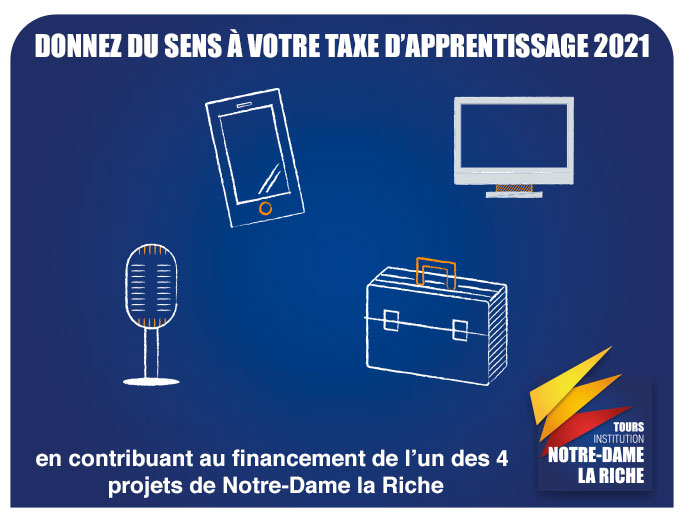 DONNEZ DU SENS À VOTRE TAXE D'APPRENTISSAGE 2021
TOURS
INSTITUTION
NOTRE-DAME
LA RICHE
en contribuant au financement de l'un des 4
projets de Notre-Dame la Riche